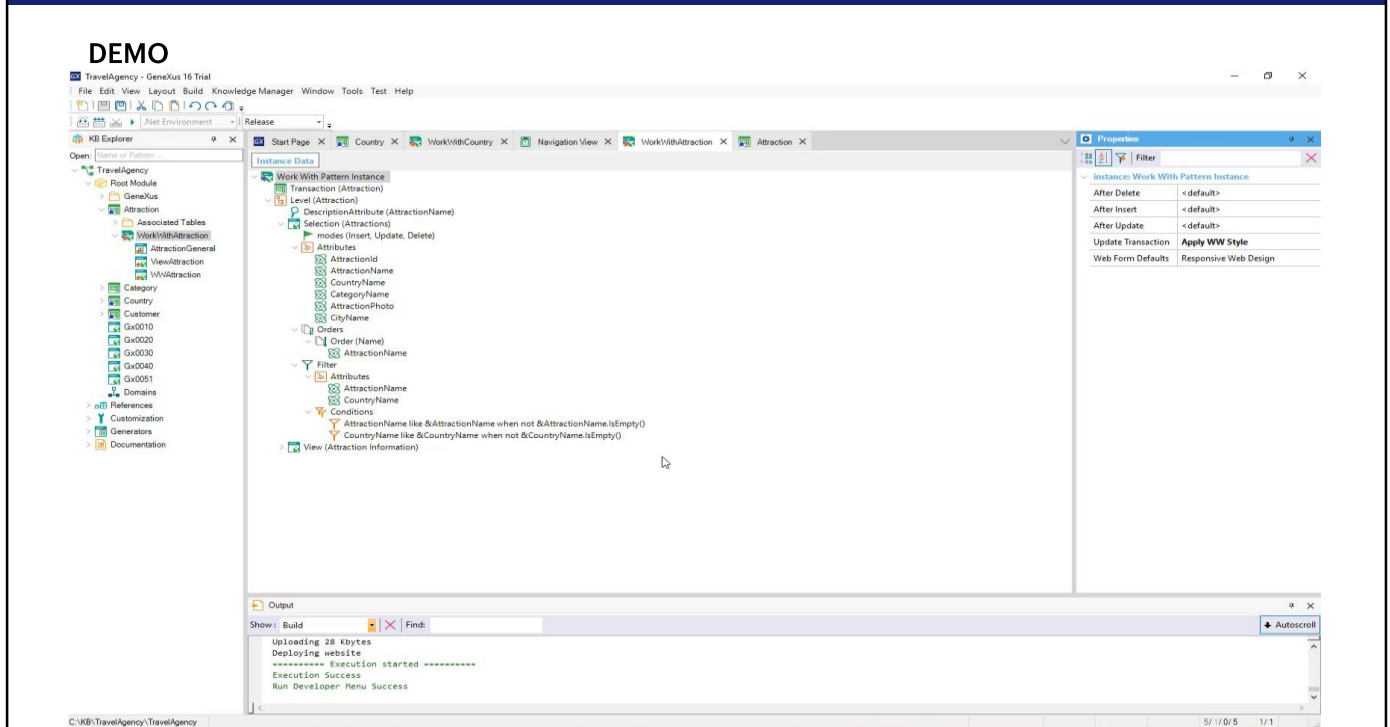 DEMO
TravelAgency - GeneXus 16 Trial
File Edit View Layout Build Knowledge Manager Window Tools Test Help
.Net Environment Release
KB Explorer
Open: Name or Pattern ...
TravelAgency
Root Module
GeneXus
Attraction
Associated Tables
WorkWithAttraction
AttractionGeneral
ViewAttraction
WWAttraction
Category
Country
Customer
Gx0010
Gx0020
Gx0030
Gx0040
Gx0051
Domains
References
Customization
Generators
Documentation
Start Page Country WorkWithCountry Navigation View WorkWithAttraction Attraction
Instance Data
Work With Pattern Instance
Transaction (Attraction)
Level (Attraction)
DescriptionAttribute (AttractionName)
Selection (Attractions)
modes (Insert, Update, Delete)
Attributes
AttractionId
AttractionName
CountryName
CategoryName
AttractionPhoto
CityName
Orders
Order (Name)
AttractionName
Filter
Attributes
AttractionName
CountryName
Conditions
AttractionName like &AttractionName when not &AttractionName.IsEmpty()
CountryName like &CountryName when not &CountryName.IsEmpty()
View (Attraction Information)
Properties
Filter
Instance: Work With Pattern Instance
After Delete <default>
After Insert <default>
After Update <default>
Update Transaction Apply WW Style
Web Form Defaults Responsive Web Design
Output
Show: Build Find:
Autoscroll
Uploading 28 Kbytes
Deploying website
========== Execution started ==========
Execution Success
Run Developer Menu Success
C:\KB\TravelAgency\TravelAgency 5/1/0/5 1/1